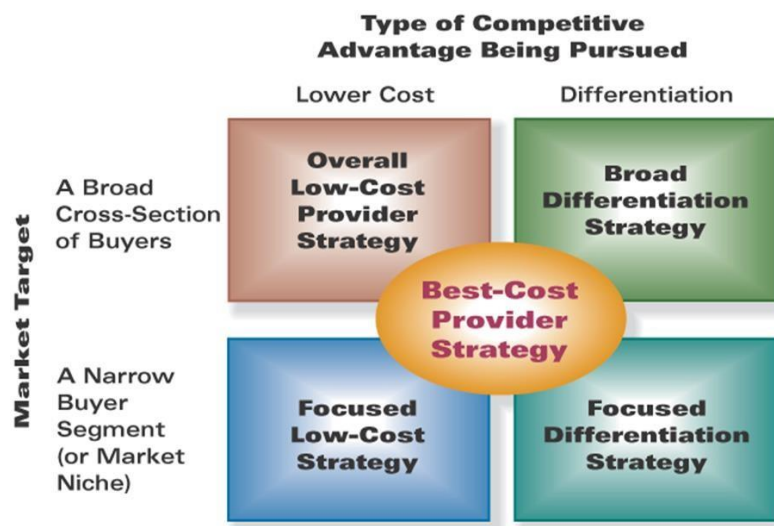 Type of Competitive
Advantage Being Pursued
Lower Cost
Differentiation
Market Target
A Broad
Cross-Section
of Buyers
Overall
Low-Cost
Provider
Strategy
Broad
Differentiation
Strategy
Best-Cost
Provider
Strategy
A Narrow
Buyer
Segment
(or Market
Niche)
Focused
Low-Cost
Strategy
Focused
Differentiation
Strategy